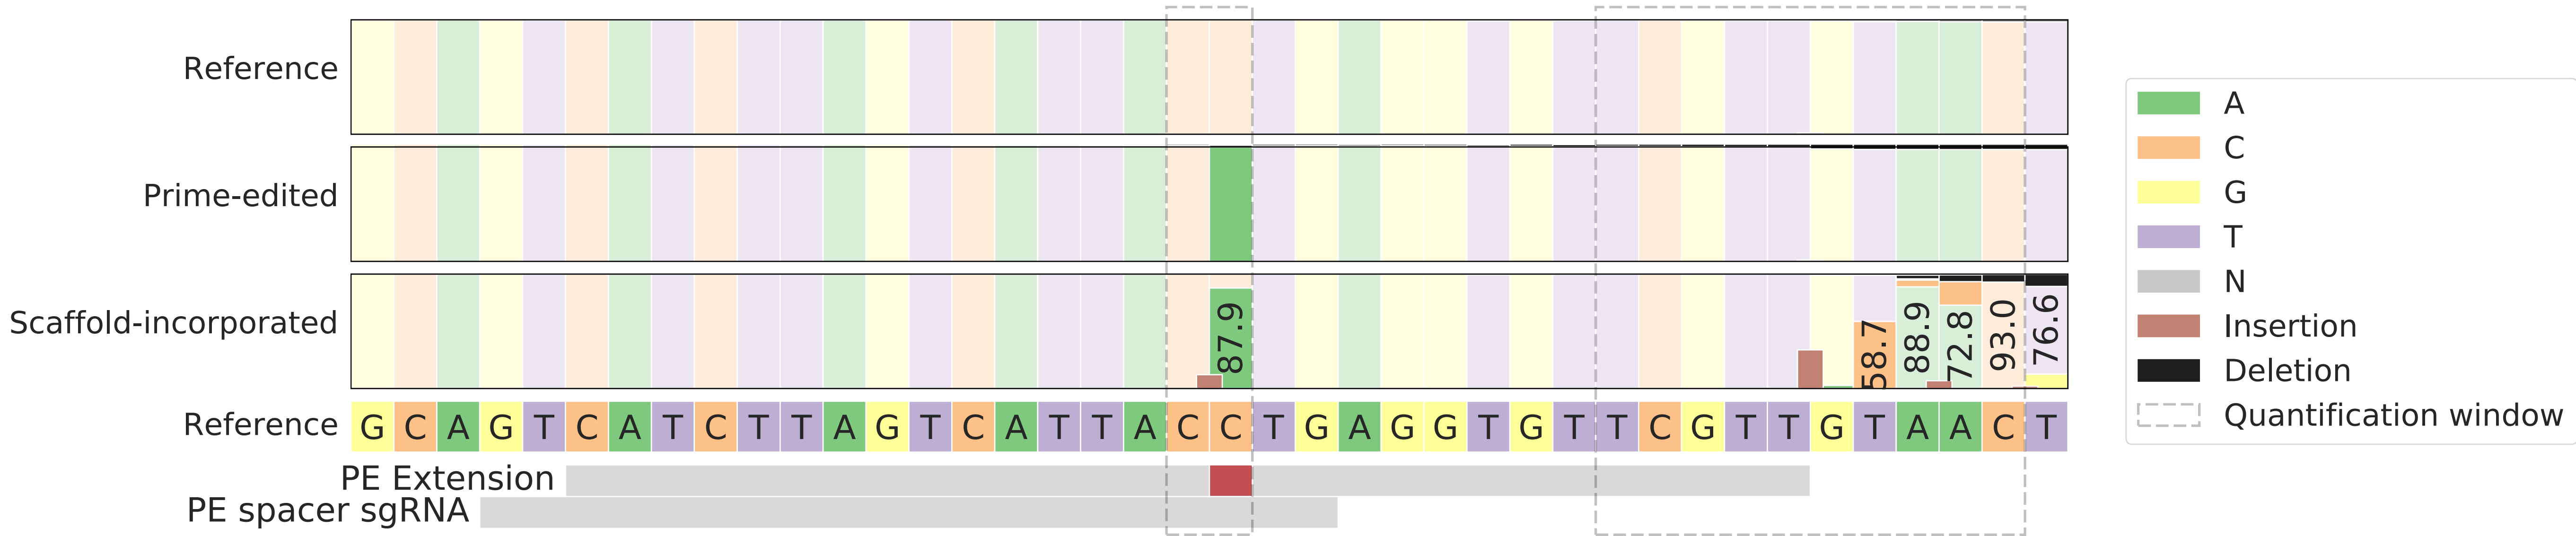 Reference
Prime-edited
Scaffold-incorporated
87.9
58.7
88.9
72.8
93.0
76.6
Reference G C A G T C A T C T T A G T C A T T A C C T G A G G T G T T C G T T G T A A C T
PE Extension
PE spacer sgRNA
A
C
G
T
N
Insertion
Deletion
Quantification window